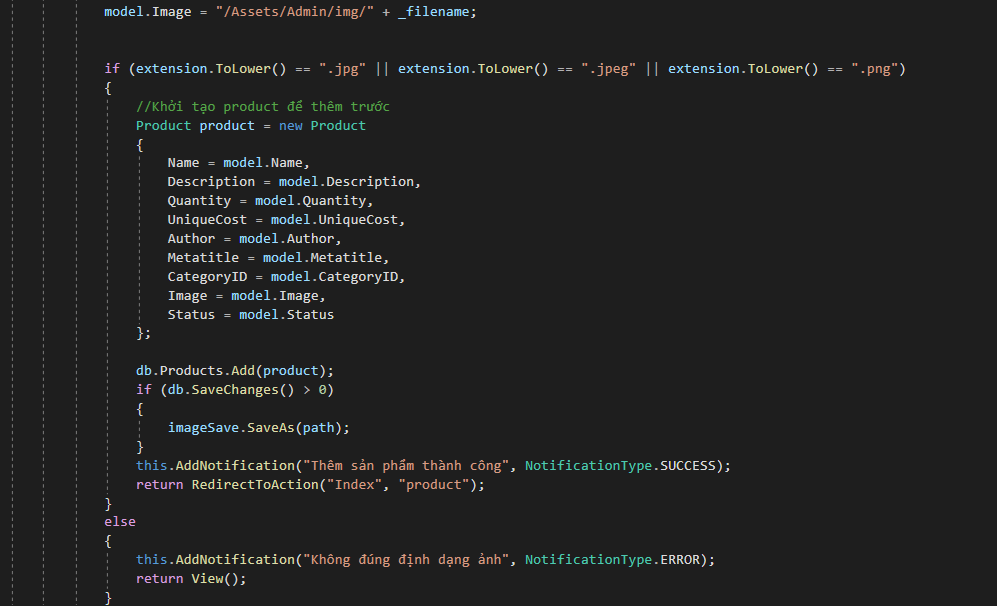 model.Image = "/Assets/Admin/img/" + _filename;
if (extension.ToLower() == ".jpg" || extension.ToLower() == ".jpeg" || extension.ToLower() == ".png")
{
//Khởi tạo product để thêm trước
Product product = new Product
{
Name = model.Name,
Description = model.Description,
Quantity = model.Quantity,
UniqueCost = model.UniqueCost,
Author = model.Author,
Metatitle = model.Metatitle,
CategoryID = model.CategoryID,
Image = model.Image,
Status = model.Status
};
db.Products.Add(product);
if (db.SaveChanges() > 0)
{
imageSave.SaveAs(path);
}
this.AddNotification("Thêm sản phẩm thành công", NotificationType.SUCCESS);
return RedirectToAction("Index", "product");
}
else
{
this.AddNotification("Không đúng định dạng ảnh", NotificationType.ERROR);
return View();
}